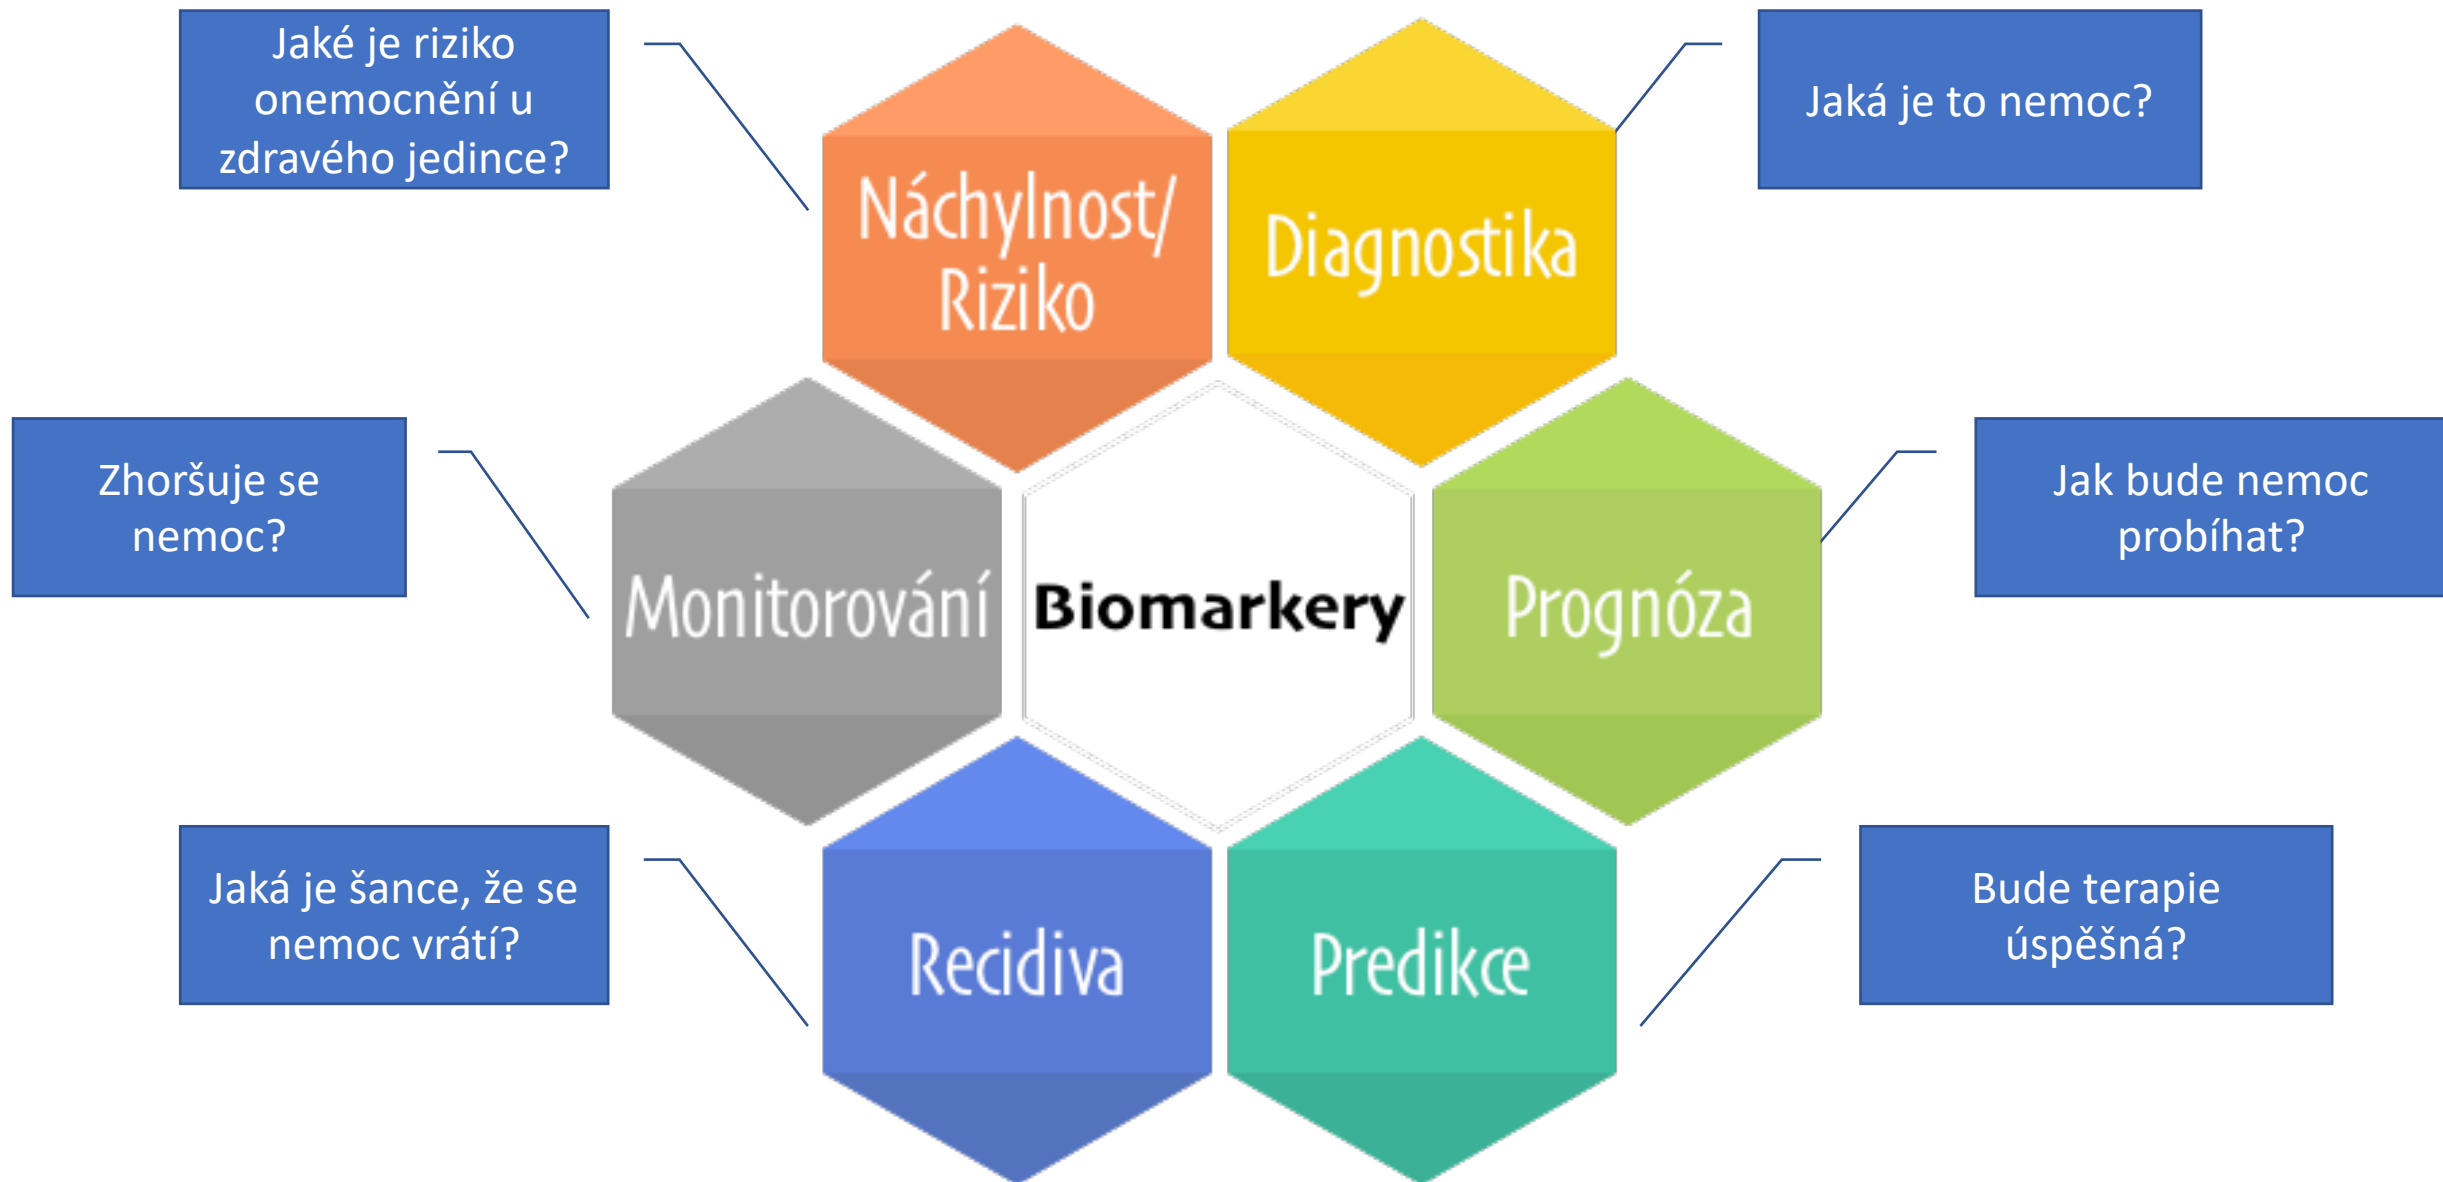 Jaké je riziko
onemocnění u
zdravého jedince?
Náchylnost/
Riziko
Diagnostika
Jaká je to nemoc?
Zhoršuje se
nemoc?
Monitorování
Biomarkery
Prognóza
Jak bude nemoc
probíhat?
Jaká je šance, že se
nemoc vrátí?
Recidiva
Predikce
Bude terapie
úspěšná?